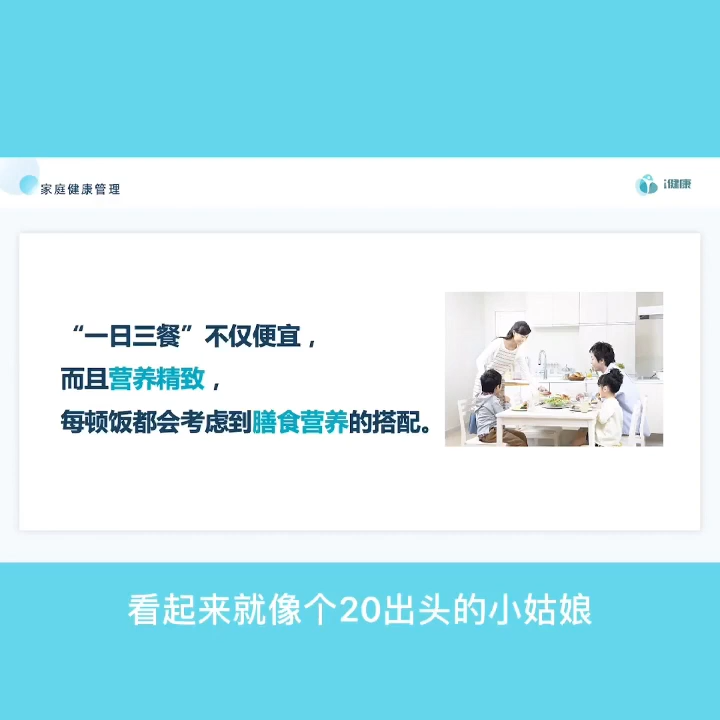 家庭健康管理
i健康
“一日三餐”不仅便宜，
而且营养精致，
每顿饭都会考虑到膳食营养的搭配。
看起来就像个20出头的小姑娘